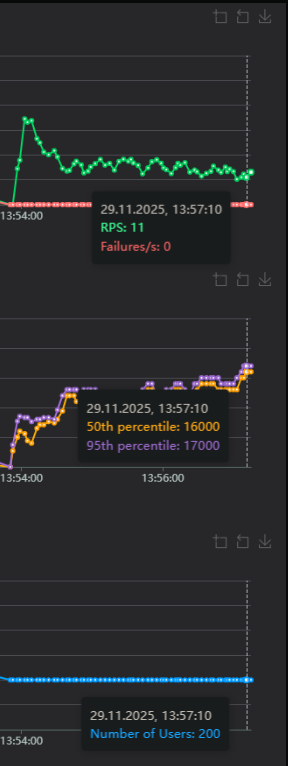 13:54:00
29.11.2025, 13:57:10
RPS: 11
Failures/s: 0
29.11.2025, 13:57:10
50th percentile: 16000
95th percentile: 17000
13:54:00
13:56:00
29.11.2025, 13:57:10
Number of Users: 200
13:54:00